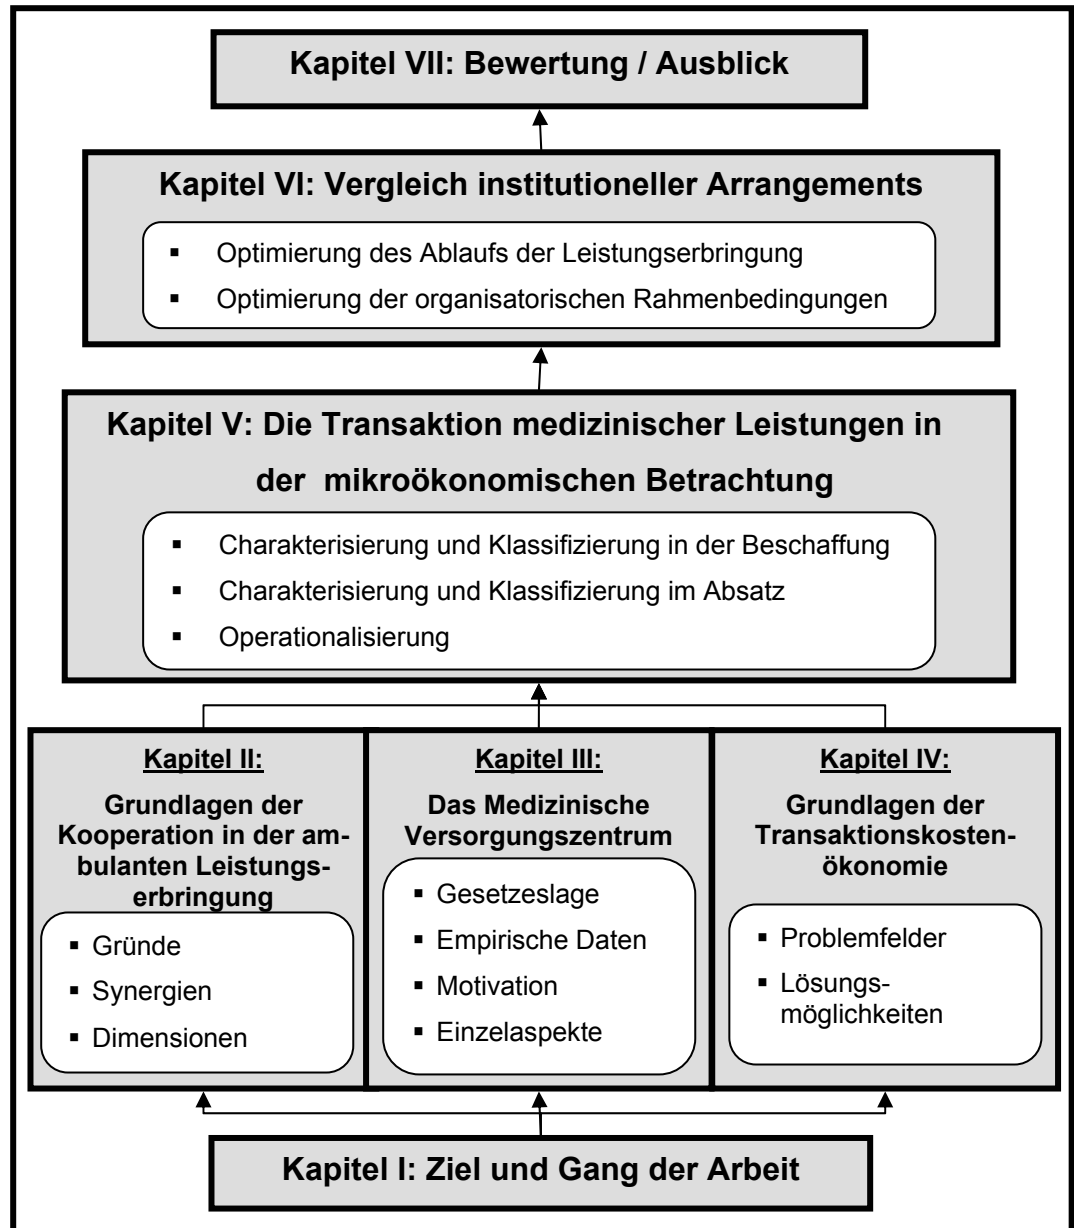 Kapitel VII: Bewertung / Ausblick
Kapitel VI: Vergleich institutioneller Arrangements
▪ Optimierung des Ablaufs der Leistungserbringung
▪ Optimierung der organisatorischen Rahmenbedingungen
Kapitel V: Die Transaktion medizinischer Leistungen in
der mikroökonomischen Betrachtung
▪ Charakterisierung und Klassifizierung in der Beschaffung
▪ Charakterisierung und Klassifizierung im Absatz
▪ Operationalisierung
Kapitel II:
Grundlagen der
Kooperation in der am-
bulanten Leistungs-
erbringung
▪ Gründe
▪ Synergien
▪ Dimensionen
Kapitel III:
Das Medizinische
Versorgungszentrum
▪ Gesetzeslage
▪ Empirische Daten
▪ Motivation
▪ Einzelaspekte
Kapitel IV:
Grundlagen der
Transaktionskosten-
ökonomie
▪ Problemfelder
▪ Lösungs-
möglichkeiten
Kapitel I: Ziel und Gang der Arbeit